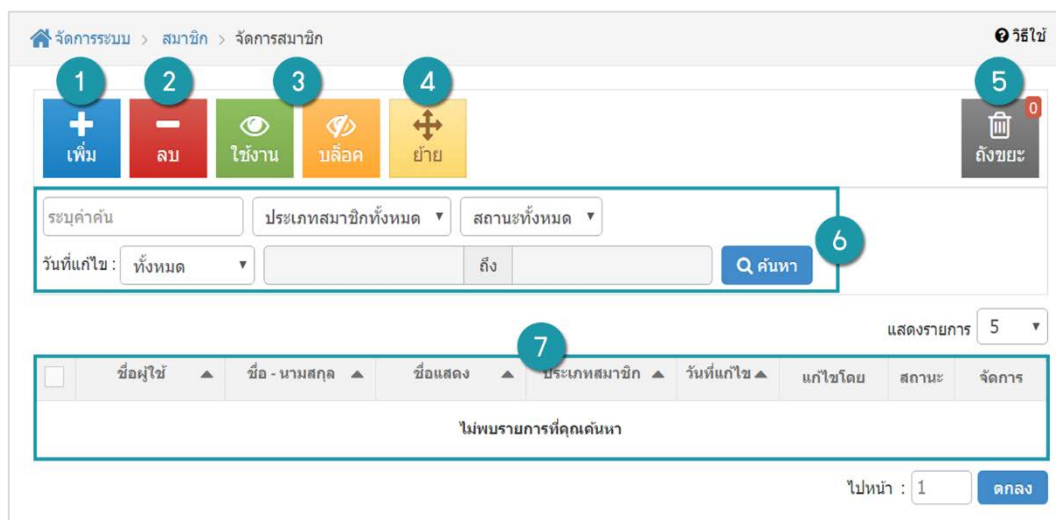 จัดการระบบ > สมาชิก > จัดการสมาชิก วิธีใช้
1 2 3 4 5
เพิ่ม ลบ ใช้งาน บล็อค ย้าย ถังขยะ 0
ระบุคำค้น ประเภทสมาชิกทั้งหมด สถานะทั้งหมด
6
วันที่แก้ไข : ทั้งหมด ถึง ค้นหา
แสดงรายการ 5
7
ชื่อผู้ใช้ ชื่อ - นามสกุล ชื่อแสดง ประเภทสมาชิก วันที่แก้ไข แก้ไขโดย สถานะ จัดการ
ไม่พบรายการที่คุณค้นหา
ไปหน้า : 1 ตกลง